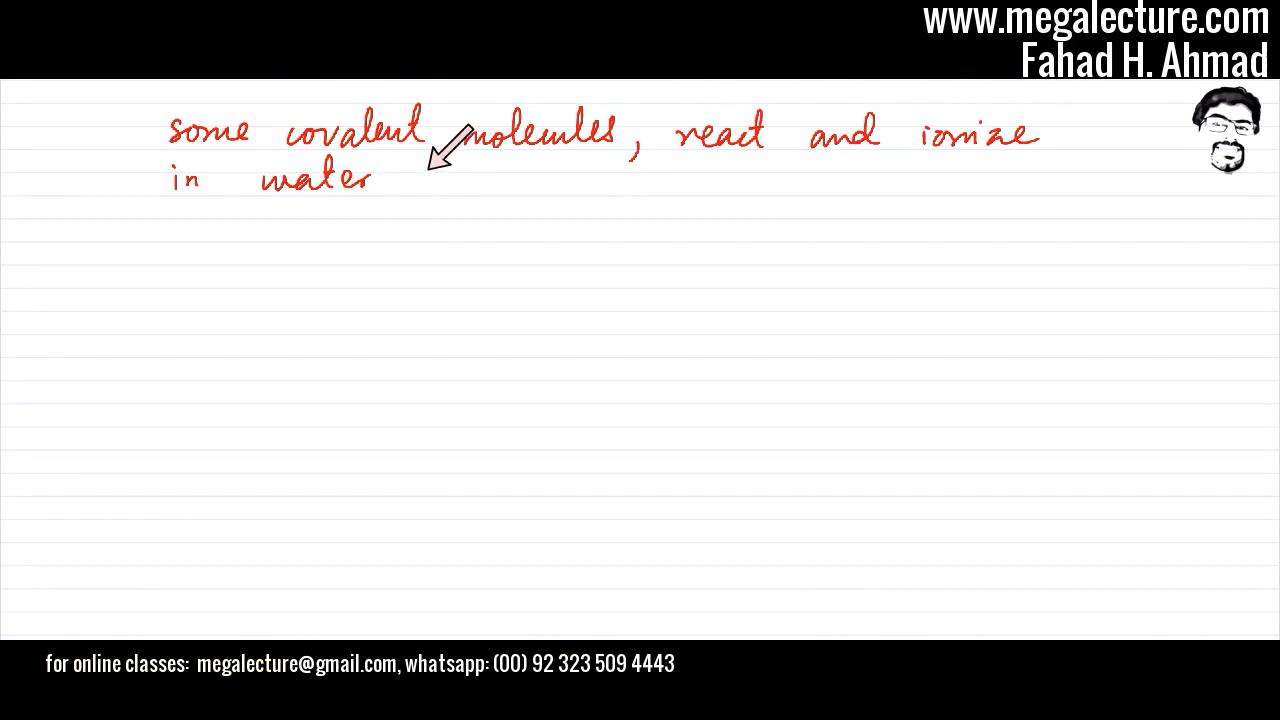 www.megalecture.com
Fahad H. Ahmad
some covalent molecules, react and ionize
in water
for online classes: megalecture@gmail.com, whatsapp: (00) 92 323 509 4443